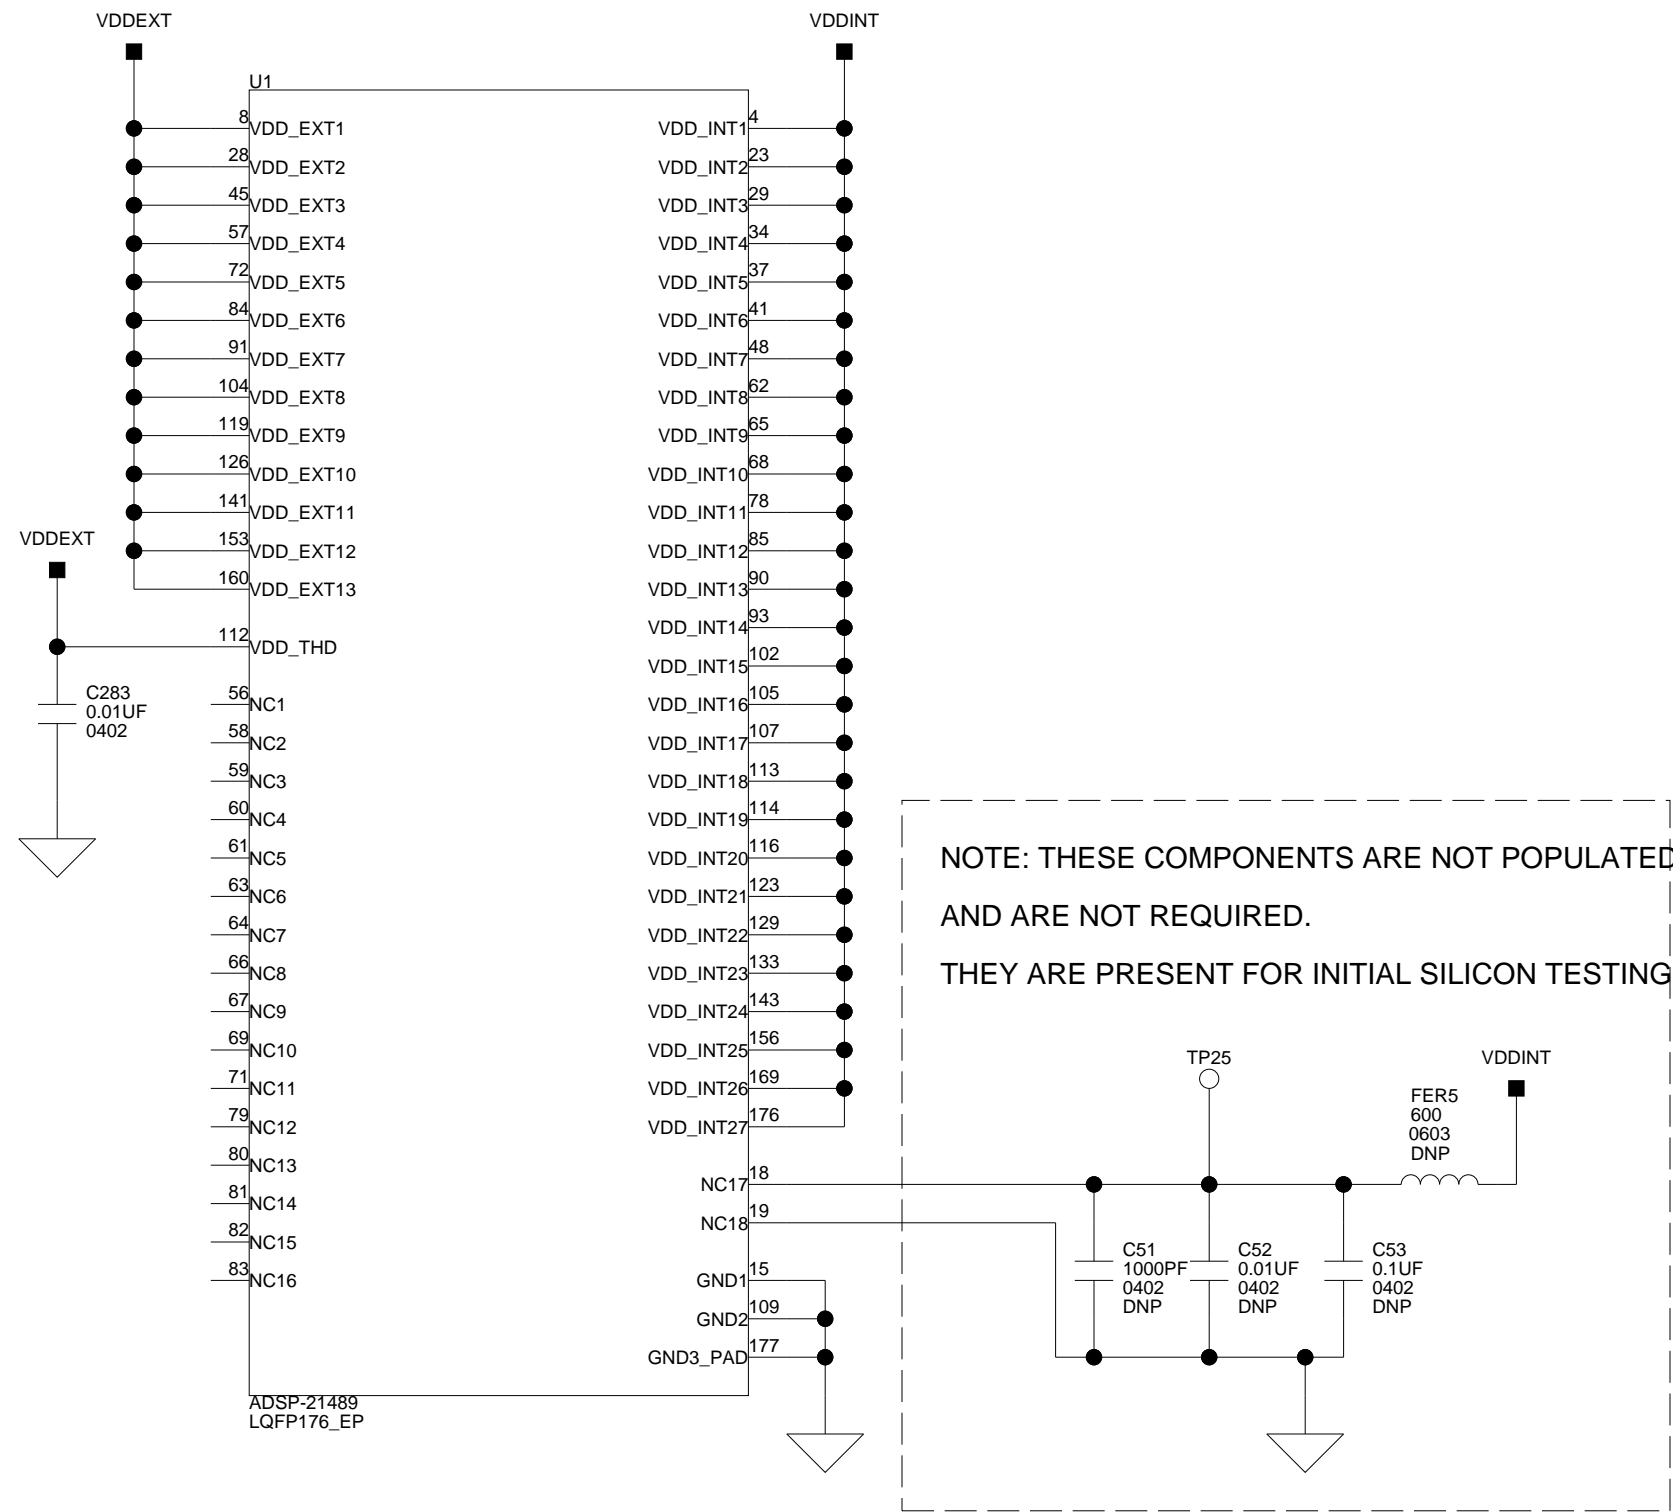 VDDEXT
VDDINT
U1
8 VDD_EXT1
28 VDD_EXT2
45 VDD_EXT3
57 VDD_EXT4
72 VDD_EXT5
84 VDD_EXT6
91 VDD_EXT7
104 VDD_EXT8
119 VDD_EXT9
126 VDD_EXT10
141 VDD_EXT11
153 VDD_EXT12
160 VDD_EXT13
VDDEXT
112 VDD_THD
C283
0.01UF
0402
56 NC1
58 NC2
59 NC3
60 NC4
61 NC5
63 NC6
64 NC7
66 NC8
67 NC9
69 NC10
71 NC11
79 NC12
80 NC13
81 NC14
82 NC15
83 NC16
VDD_INT1 4
VDD_INT2 23
VDD_INT3 29
VDD_INT4 34
VDD_INT5 37
VDD_INT6 41
VDD_INT7 48
VDD_INT8 62
VDD_INT9 65
VDD_INT10 68
VDD_INT11 78
VDD_INT12 85
VDD_INT13 90
VDD_INT14 93
VDD_INT15 102
VDD_INT16 105
VDD_INT17 107
VDD_INT18 113
VDD_INT19 114
VDD_INT20 116
VDD_INT21 123
VDD_INT22 129
VDD_INT23 133
VDD_INT24 143
VDD_INT25 156
VDD_INT26 169
VDD_INT27 176
NC17 18
NC18 19
GND1 15
GND2 109
GND3_PAD 177
ADSP-21489
LQFP176_EP
NOTE: THESE COMPONENTS ARE NOT POPULATED
AND ARE NOT REQUIRED.
THEY ARE PRESENT FOR INITIAL SILICON TESTING
TP25
VDDINT
FER5
600
0603
DNP
C51
1000PF
0402
DNP
C52
0.01UF
0402
DNP
C53
0.1UF
0402
DNP